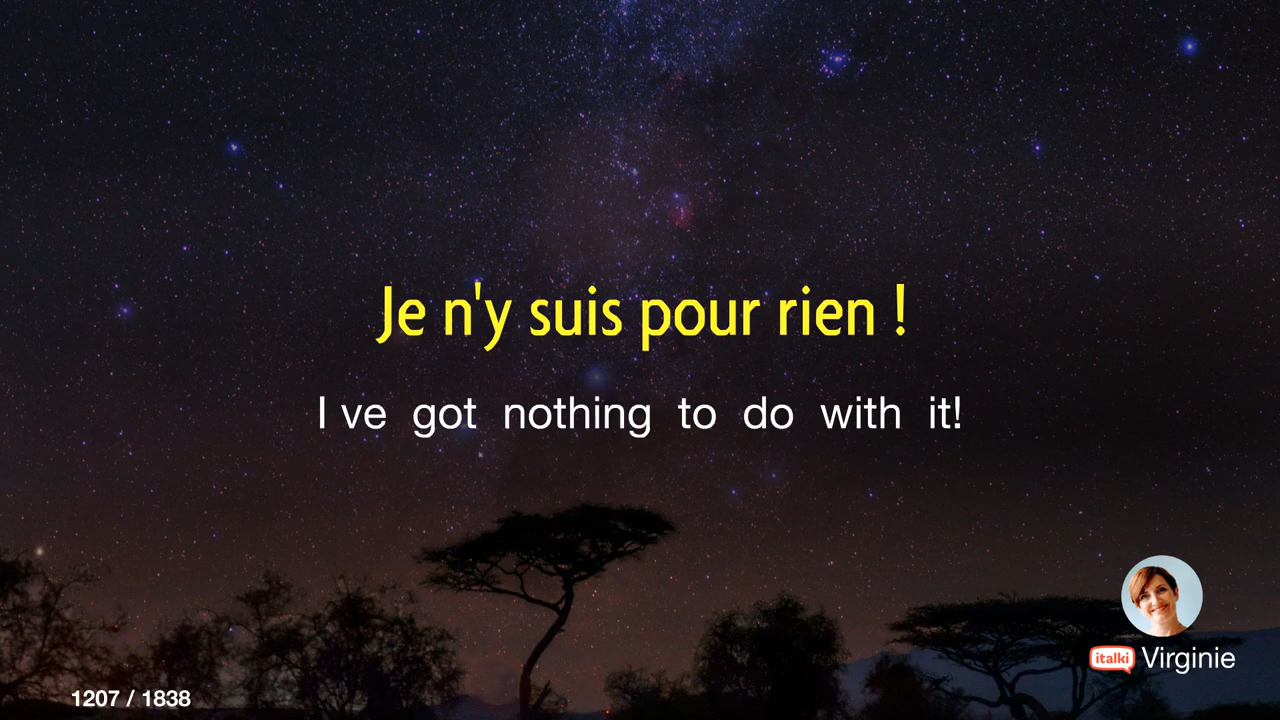 Je n'y suis pour rien !
I ve got nothing to do with it!
italki Virginie
1207 / 1838